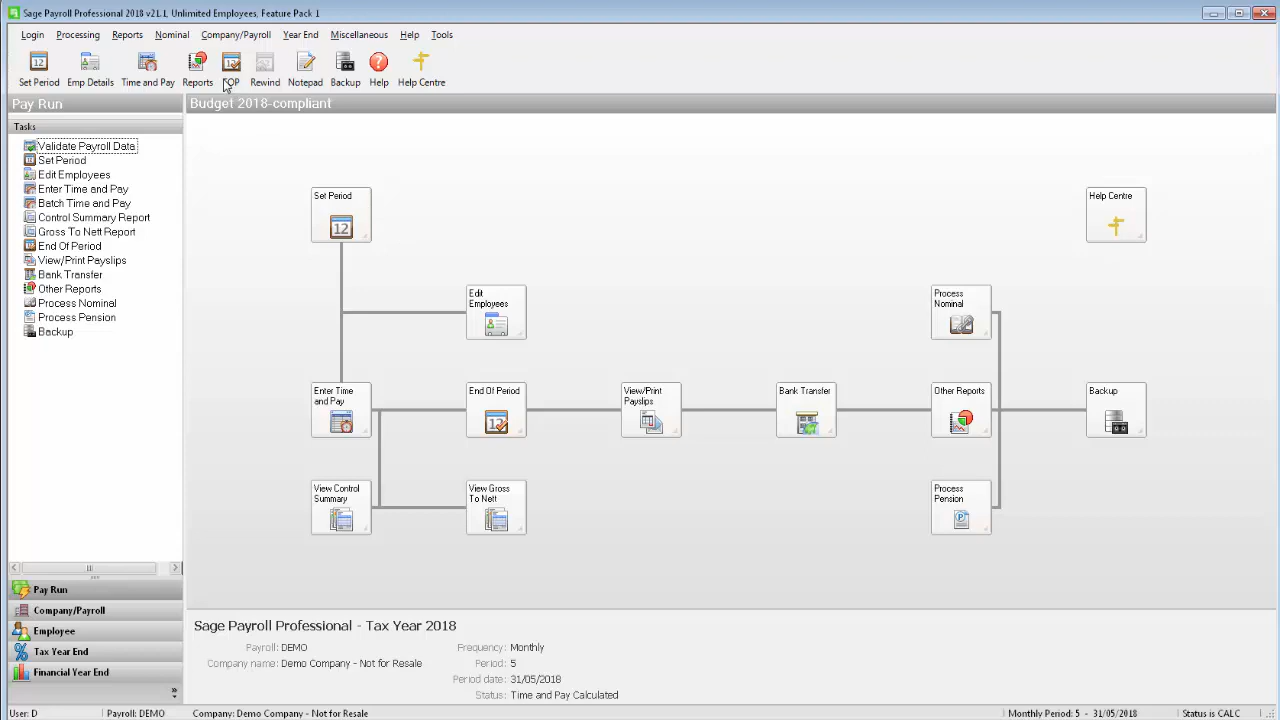 Sage Payroll Professional 2018 v21.1, Unlimited Employees, Feature Pack 1
Login Processing Reports Nominal Company/Payroll Year End Miscellaneous Help Tools
Set Period Emp Details Time and Pay Reports EOP Rewind Notepad Backup Help Help Centre
Pay Run
Budget 2018-compliant
Tasks
Validate Payroll Data
Set Period
Edit Employees
Enter Time and Pay
Batch Time and Pay
Control Summary Report
Gross To Nett Report
End Of Period
View/Print Payslips
Bank Transfer
Other Reports
Process Nominal
Process Pension
Backup
Set Period
12
Help Centre
Edit
Employees
Process
Nominal
Enter Time
and Pay
End Of Period
12
View/Print
Payslips
Bank Transfer
Other Reports
Backup
View Control
Summary
View Gross
To Nett
Process
Pension
Pay Run
Company/Payroll
Employee
Tax Year End
Financial Year End
Sage Payroll Professional - Tax Year 2018
Payroll: DEMO
Company name: Demo Company - Not for Resale
Frequency: Monthly
Period: 5
Period date: 31/05/2018
Status: Time and Pay Calculated
User: D Payroll: DEMO Company: Demo Company - Not for Resale Monthly Period: 5 - 31/05/2018 Status is CALC